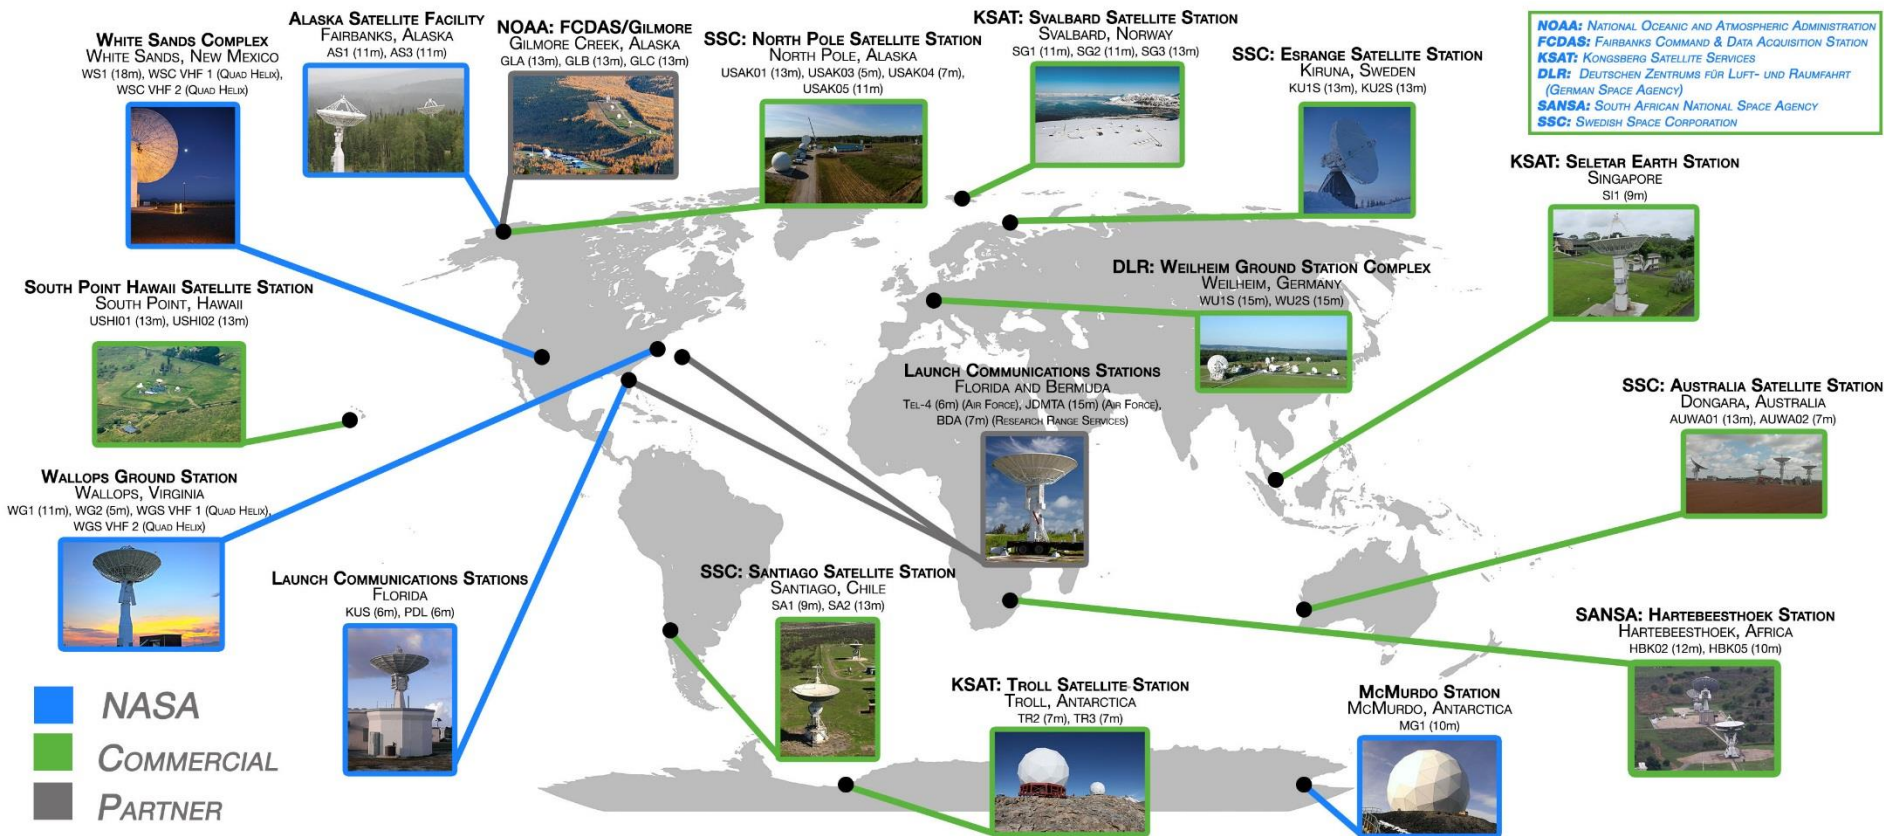 White Sands Complex
White Sands, New Mexico
WS1 (18m), WSC VHF 1 (Quad Helix),
WSC VHF 2 (Quad Helix)
Alaska Satellite Facility
Fairbanks, Alaska
AS1 (11m), AS3 (11m)
NOAA: FCDAS/Gilmore
Gilmore Creek, Alaska
GLA (13m), GLB (13m), GLC (13m)
SSC: North Pole Satellite Station
North Pole, Alaska
USAK01 (13m), USAK03 (5m), USAK04 (7m),
USAK05 (11m)
KSAT: Svalbard Satellite Station
Svalbard, Norway
SG1 (11m), SG2 (11m), SG3 (13m)
SSC: Esrange Satellite Station
Kiruna, Sweden
KU1S (13m), KU2S (13m)
NOAA: National Oceanic and Atmospheric Administration
FCDAS: Fairbanks Command & Data Acquisition Station
KSAT: Kongsberg Satellite Services
DLR: Deutschen Zentrums für Luft- und Raumfahrt
(German Space Agency)
SANSA: South African National Space Agency
SSC: Swedish Space Corporation
KSAT: Seletar Earth Station
Singapore
SI1 (9m)
South Point Hawaii Satellite Station
South Point, Hawaii
USHI01 (13m), USHI02 (13m)
DLR: Weilheim Ground Station Complex
Weilheim, Germany
WU1S (15m), WU2S (15m)
Launch Communications Stations
Florida and Bermuda
Tel-4 (6m) (Air Force), JDMTA (15m) (Air Force),
BDA (7m) (Research Range Services)
SSC: Australia Satellite Station
Dongara, Australia
AUWA01 (13m), AUWA02 (7m)
Wallops Ground Station
Wallops, Virginia
WG1 (11m), WG2 (5m), WGS VHF 1 (Quad Helix),
WGS VHF 2 (Quad Helix)
Launch Communications Stations
Florida
KUS (6m), PDL (6m)
SSC: Santiago Satellite Station
Santiago, Chile
SA1 (9m), SA2 (13m)
SANSA: Hartebeesthoek Station
Hartebeesthoek, Africa
HBK02 (12m), HBK05 (10m)
KSAT: Troll Satellite Station
Troll, Antarctica
TR2 (7m), TR3 (7m)
McMurdo Station
McMurdo, Antarctica
MG1 (10m)
NASA
Commercial
Partner